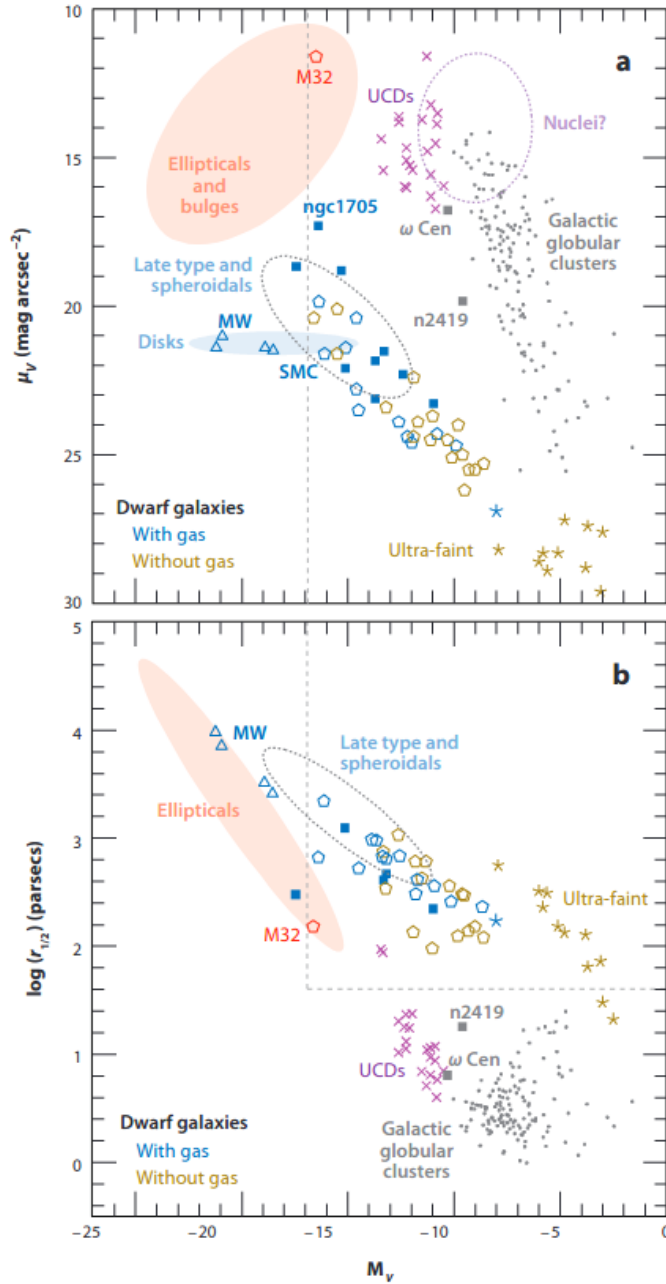 10
15
20
25
30
μV (mag arcsec−2)
a
M32
UCDs
Nuclei?
Ellipticals
and
bulges
ngc1705
ω Cen
Galactic
globular
clusters
Late type and
spheroidals
n2419
MW
Disks
SMC
Dwarf galaxies
With gas
Without gas
Ultra-faint
5
4
3
2
1
0
log (r1/2) (parsecs)
b
MW
Late type and
spheroidals
Ellipticals
Ultra-faint
M32
n2419
UCDs
ω Cen
Dwarf galaxies
With gas
Without gas
Galactic
globular
clusters
−25
−20
−15
−10
−5
0
MV